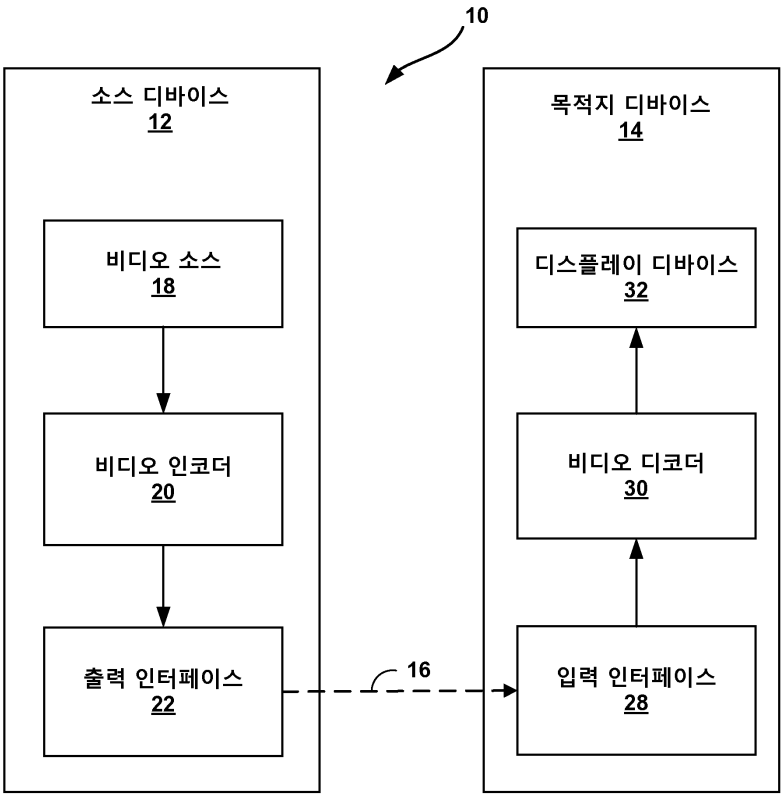 10
소스 디바이스
12
비디오 소스
18
비디오 인코더
20
출력 인터페이스
22
16
목적지 디바이스
14
디스플레이 디바이스
32
비디오 디코더
30
입력 인터페이스
28